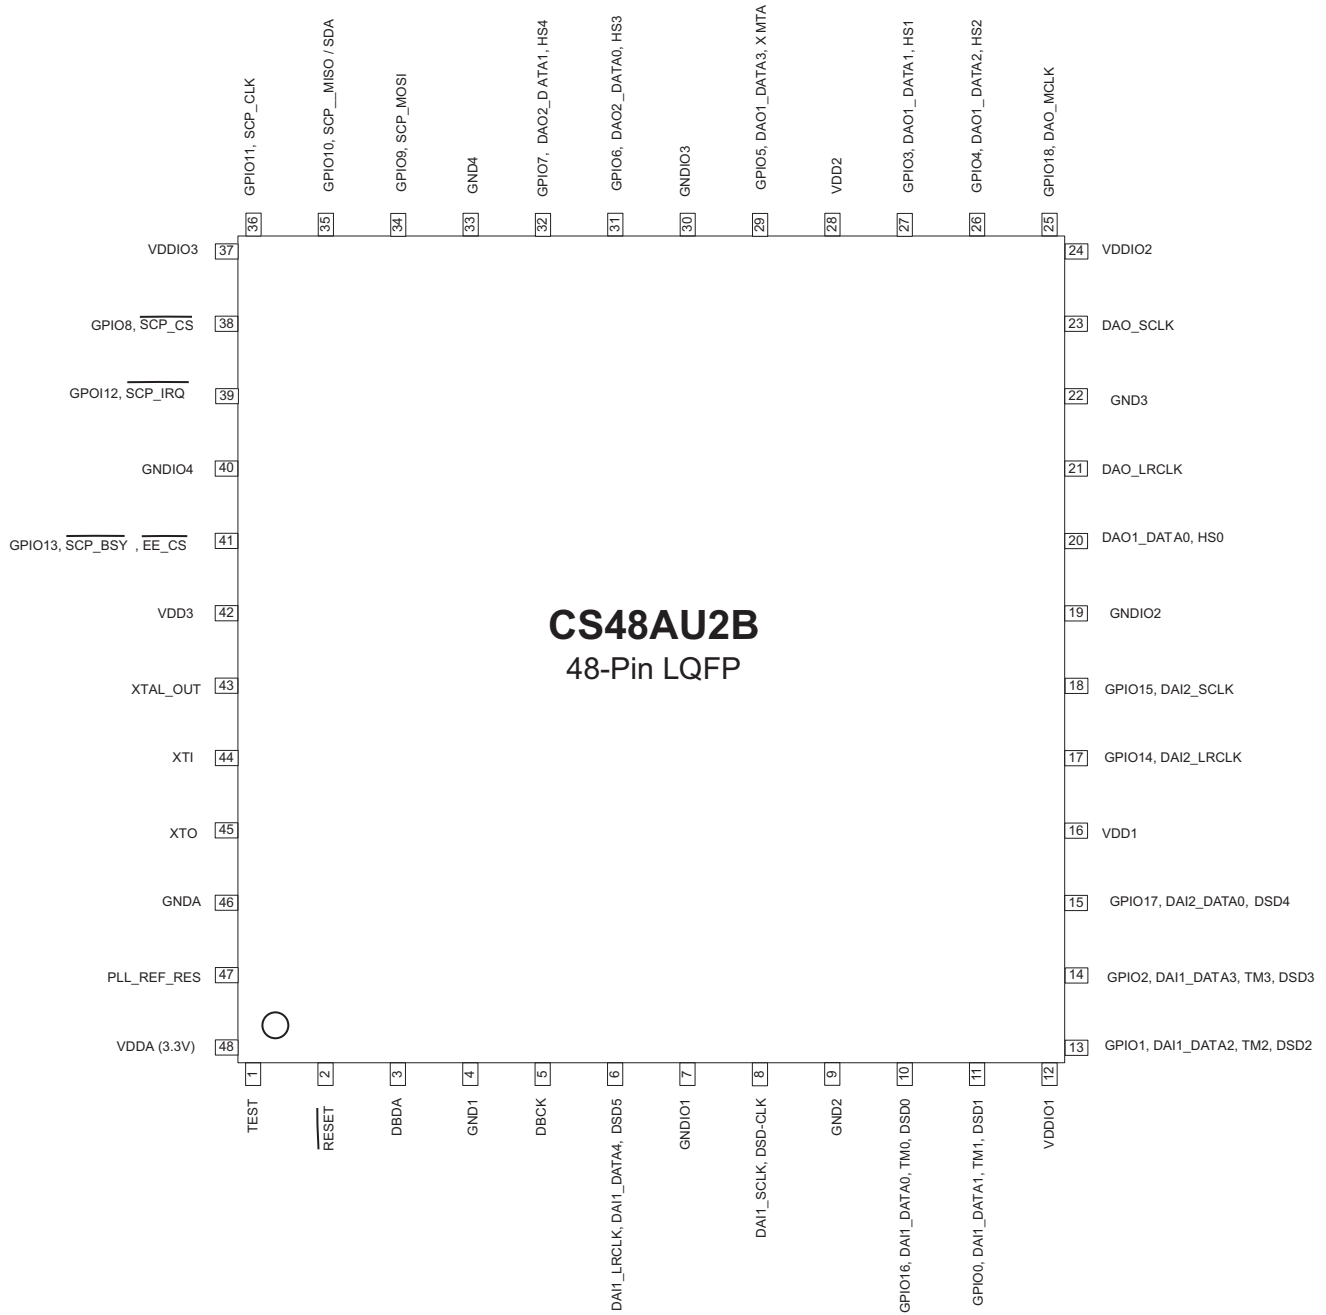 GPIO11, SCP_CLK
GPIO10, SCP__MISO / SDA
GPIO9, SCP_MOSI
GND4
GPIO7, DAO2_D ATA1, HS4
GPIO6, DAO2 _DATA0, HS3
GNDIO3
GPIO5, DAO1_DATA3, X MTA
VDD2
GPIO3, DAO1_DATA1, HS1
GPIO4, DAO1_DATA2, HS2
GPIO18, DAO_MCLK
36
35
34
33
32
31
30
29
28
27
26
25
VDDIO3 37
GPIO8, SCP_CS 38
GPOI12, SCP_IRQ 39
GNDIO4 40
GPIO13, SCP_BSY , EE_CS 41
VDD3 42
XTAL_OUT 43
XTI 44
XTO 45
GNDA 46
PLL_REF_RES 47
VDDA (3.3V) 48
CS48AU2B
48-Pin LQFP
24 VDDIO2
23 DAO_SCLK
22 GND3
21 DAO_LRCLK
20 DAO1_DATA0, HS0
19 GNDIO2
18 GPIO15, DAI2_SCLK
17 GPIO14, DAI2_LRCLK
16 VDD1
15 GPIO17, DAI2_DATA0, DSD4
14 GPIO2, DAI1_DATA3, TM3, DSD3
13 GPIO1, DAI1_DATA2, TM2, DSD2
1
2
3
4
5
6
7
8
9
10
11
12
TEST
RESET
DBDA
GND1
DBCK
DAI1_LRCLK, DAI1_DATA4, DSD5
GNDIO1
DAI1_SCLK, DSD-CLK
GND2
GPIO16, DAI1_DATA0, TM0, DSD0
GPIO0, DAI1_DATA1, TM1, DSD1
VDDIO1